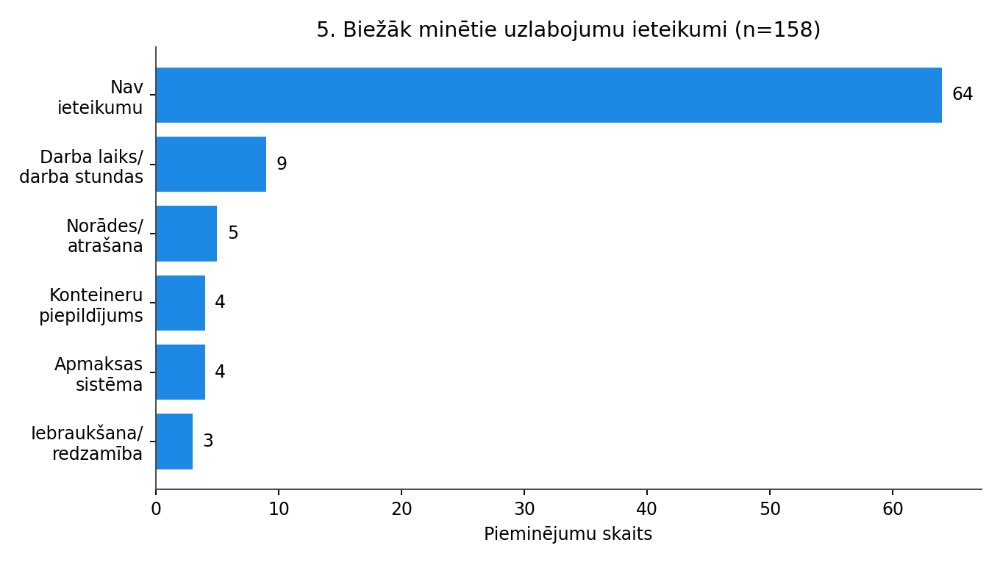 5. Biežāk minētie uzlabojumu ieteikumi (n=158)
Nav
ieteikumu
64
Darba laiks/
darba stundas
9
Norādes/
atrašana
5
Konteineru
piepildījums
4
Apmaksas
sistēma
4
Iebraukšana/
redzamība
3
0 10 20 30 40 50 60
Pieminējumu skaits